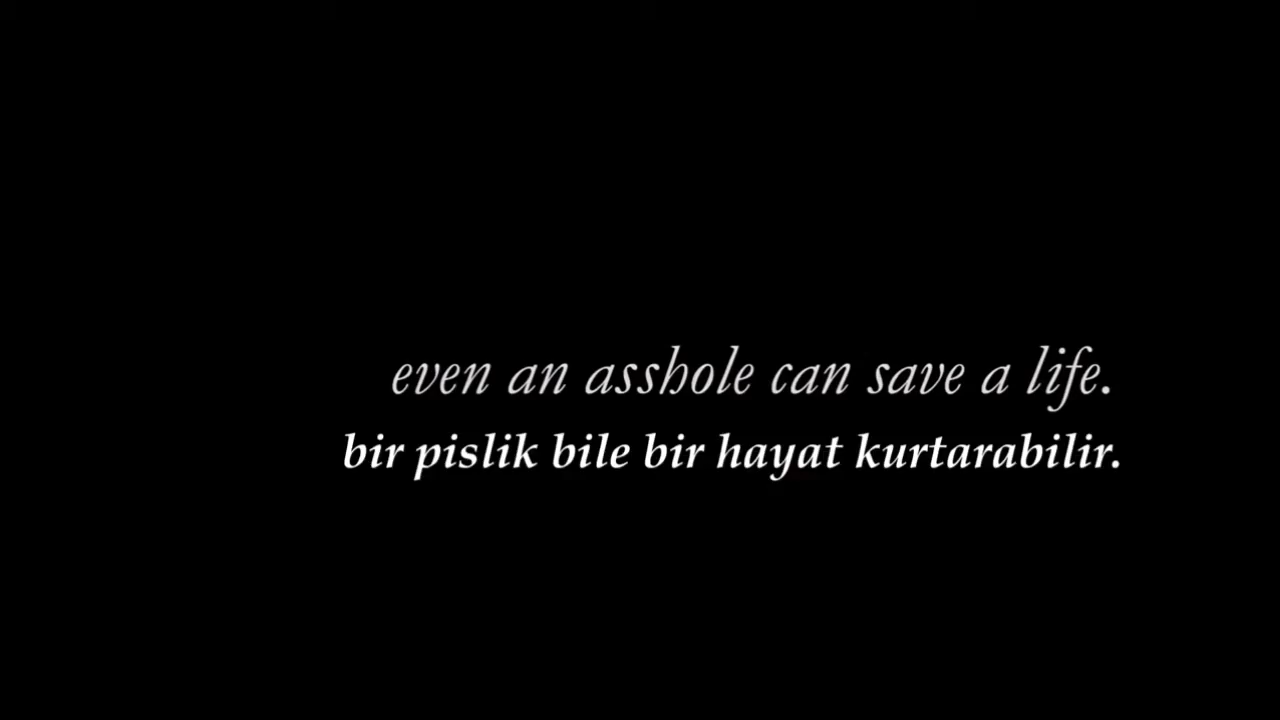 even an asshole can save a life.
bir pislik bile bir hayat kurtarabilir.